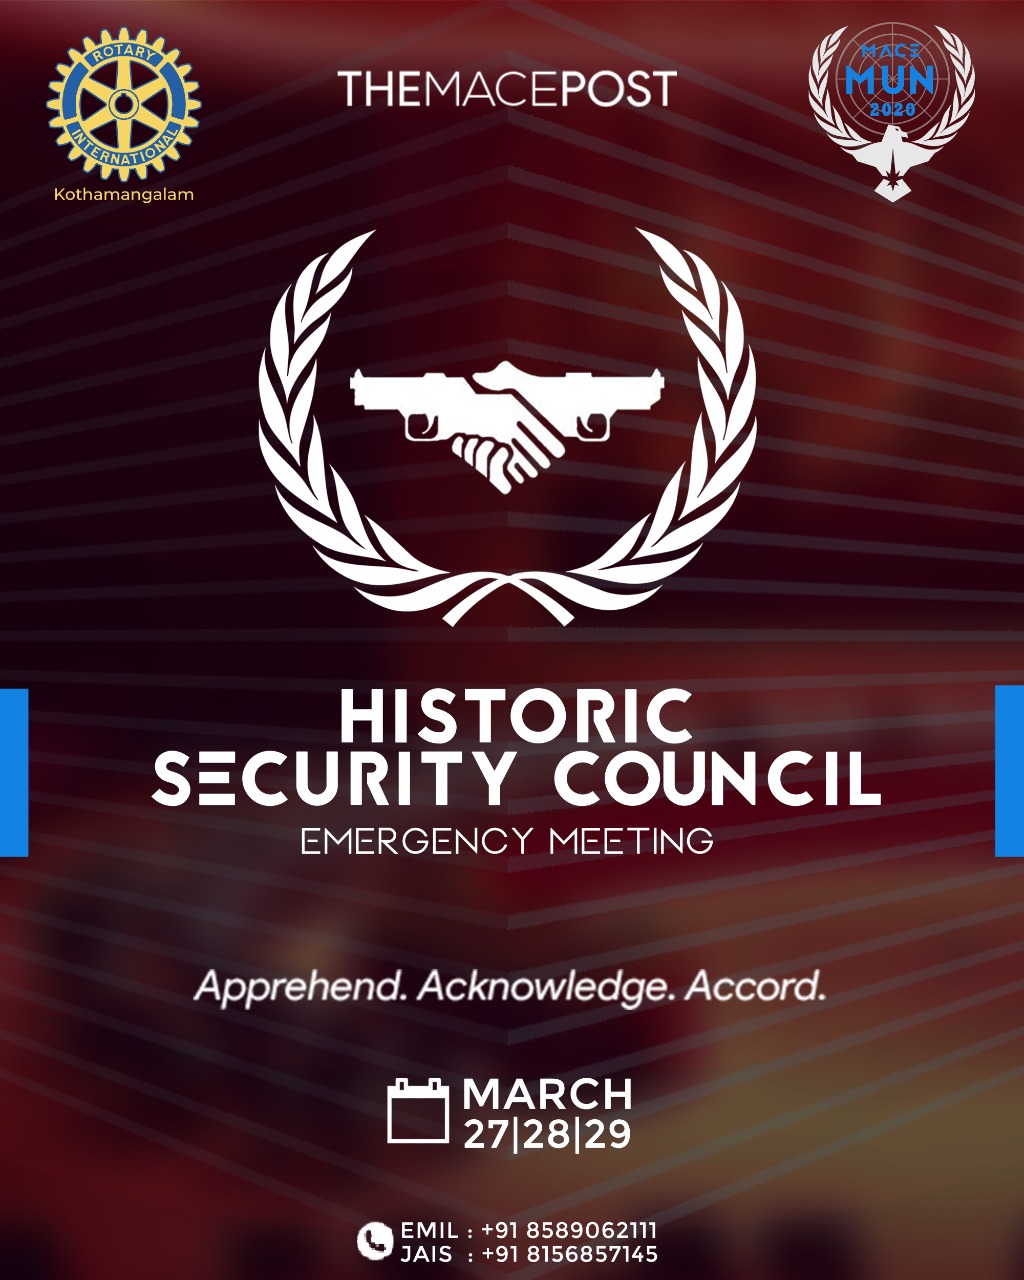 ROTARY
INTERNATIONAL
Kothamangalam
THEMACEPOST
MACE
MUN
2020
HISTORIC
SECURITY COUNCIL
EMERGENCY MEETING
Apprehend. Acknowledge. Accord.
MARCH
27|28|29
EMIL : +91 8589062111
JAIS : +91 8156857145